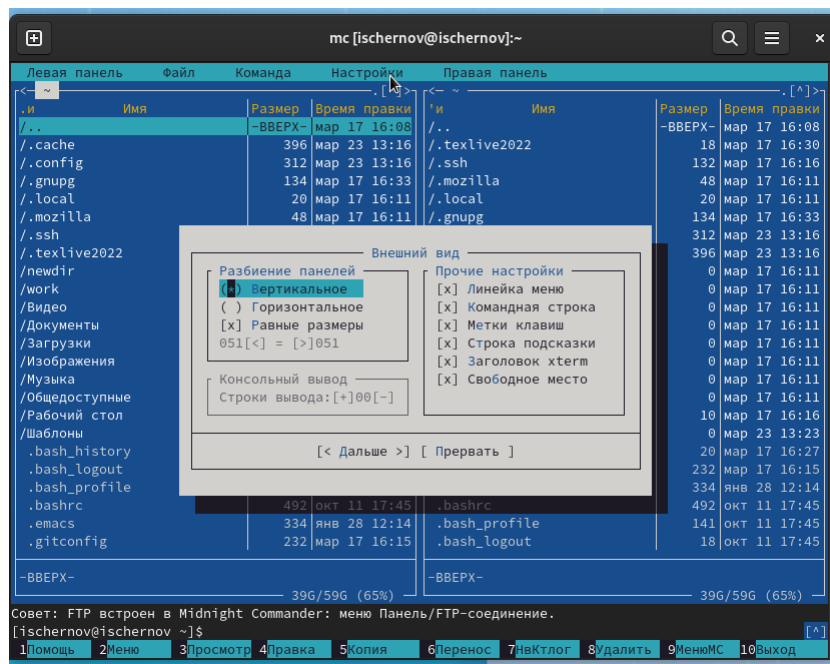 mc [ischernov@ischernov]:~
Левая панель Файл Команда Настройки Правая панель
<— ~ .[^]> <— ~ .[^]>
.и Имя Размер Время правки 'и Имя Размер Время правки
/.. -ВВЕРХ- мар 17 16:08 /.. -ВВЕРХ- мар 17 16:08
/.cache 396 мар 23 13:16 /.texlive2022 18 мар 17 16:30
/.config 312 мар 23 13:16 /.ssh 132 мар 17 16:16
/.gnupg 134 мар 17 16:33 /.mozilla 48 мар 17 16:11
/.local 20 мар 17 16:11 /.local 20 мар 17 16:11
/.mozilla 48 мар 17 16:11 /.gnupg 134 мар 17 16:33
/.ssh 312 мар 23 13:16
/.texlive2022 Внешний вид 396 мар 23 13:16
/newdir Разбиение панелей Прочие настройки 0 мар 17 16:11
/work (*) Вертикальное [x] Линейка меню 0 мар 17 16:11
/Видео ( ) Горизонтальное [x] Командная строка 0 мар 17 16:11
/Документы [x] Равные размеры [x] Метки клавиш 0 мар 17 16:11
/Загрузки 051[<] = [>]051 [x] Строка подсказки 0 мар 17 16:11
/Изображения [x] Заголовок xterm 0 мар 17 16:11
/Музыка Консольный вывод [x] Свободное место 0 мар 17 16:11
/Общедоступные Строки вывода:[+]00[-] 0 мар 17 16:11
/Рабочий стол 10 мар 17 16:16
/Шаблоны 0 мар 23 13:23
.bash_history [< Дальше >] [ Прервать ] 20 мар 17 16:27
.bash_logout 232 мар 17 16:15
.bash_profile 334 янв 28 12:14
.bashrc 492 окт 11 17:45 .bashrc 492 окт 11 17:45
.emacs 334 янв 28 12:14 .bash_profile 141 окт 11 17:45
.gitconfig 232 мар 17 16:15 .bash_logout 18 окт 11 17:45
-ВВЕРХ- -ВВЕРХ-
39G/59G (65%) 39G/59G (65%)
Совет: FTP встроен в Midnight Commander: меню Панель/FTP-соединение.
[ischernov@ischernov ~]$ [^]
1Помощь 2Меню 3Просмотр 4Правка 5Копия 6Перенос 7НвКтлог 8Удалить 9МенюMC 10Выход